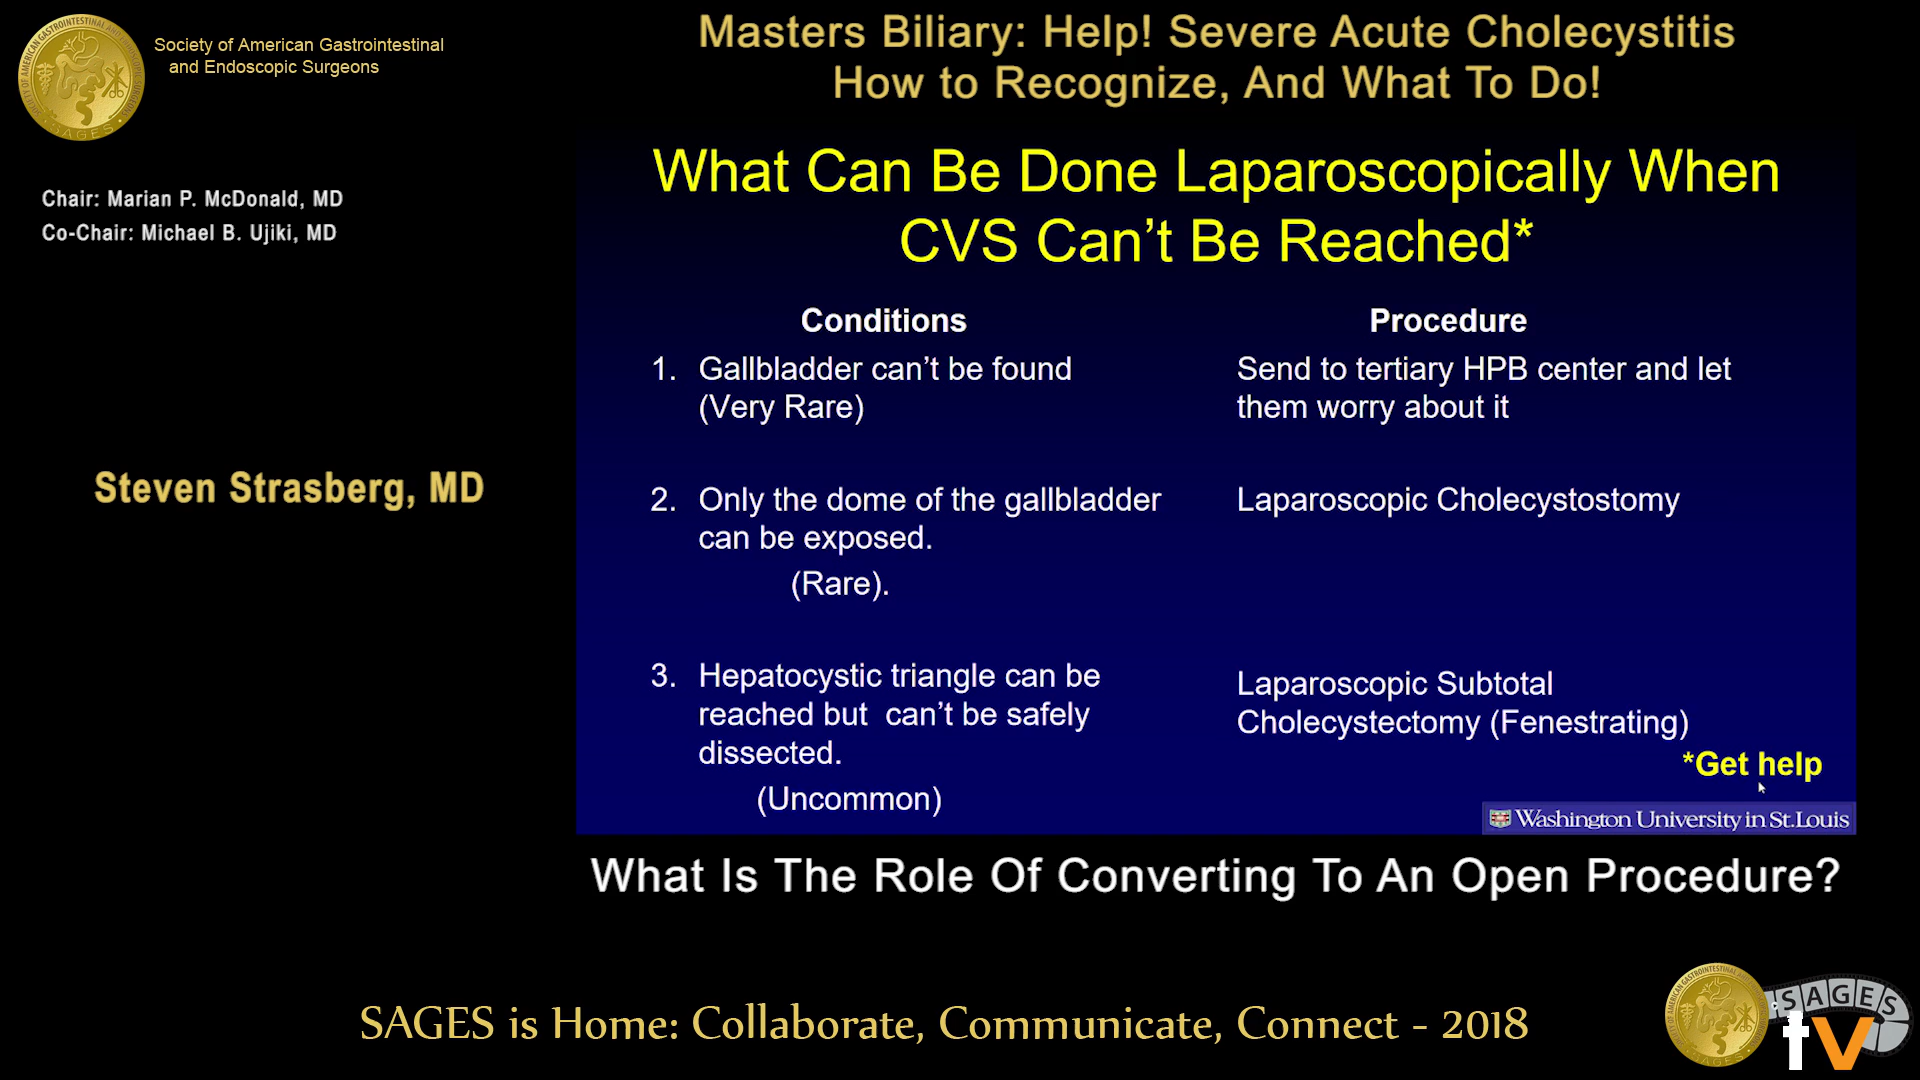 Society of American Gastrointestinal
and Endoscopic Surgeons
Masters Biliary: Help! Severe Acute Cholecystitis
How to Recognize, And What To Do!
Chair: Marian P. McDonald, MD
Co-Chair: Michael B. Ujiki, MD
Steven Strasberg, MD
What Can Be Done Laparoscopically When
CVS Can't Be Reached*
Conditions
Procedure
1. Gallbladder can't be found
(Very Rare)
Send to tertiary HPB center and let
them worry about it
2. Only the dome of the gallbladder
can be exposed.
(Rare).
Laparoscopic Cholecystostomy
3. Hepatocystic triangle can be
reached but  can't be safely
dissected.
(Uncommon)
Laparoscopic Subtotal
Cholecystectomy (Fenestrating)
*Get help
Washington University in St.Louis
What Is The Role Of Converting To An Open Procedure?
SAGES is Home: Collaborate, Communicate, Connect - 2018
SAGES
tv